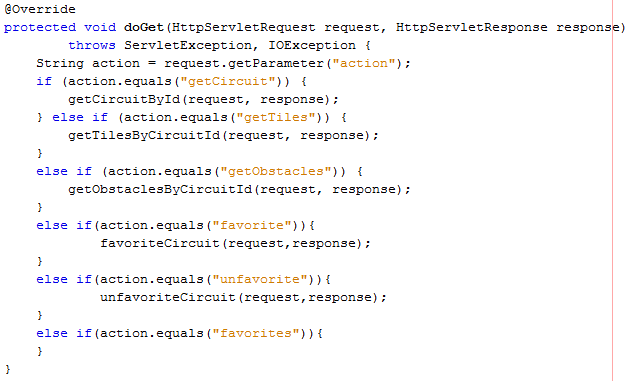 @Override
protected void doGet(HttpServletRequest request, HttpServletResponse response)
        throws ServletException, IOException {
    String action = request.getParameter("action");
    if (action.equals("getCircuit")) {
        getCircuitById(request, response);
    } else if (action.equals("getTiles")) {
        getTilesByCircuitId(request, response);
    }
    else if (action.equals("getObstacles")) {
        getObstaclesByCircuitId(request, response);
    }
    else if(action.equals("favorite")){
            favoriteCircuit(request,response);
    }
    else if(action.equals("unfavorite")){
            unfavoriteCircuit(request,response);
    }
    else if(action.equals("favorites")){
    }
}